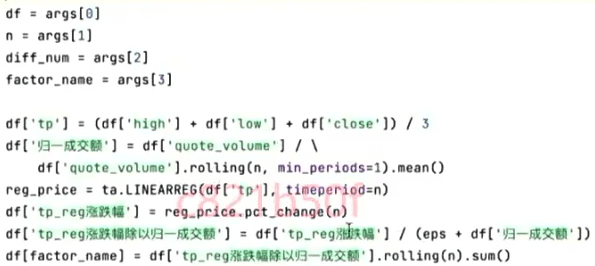 df = args[0]
n = args[1]
diff_num = args[2]
factor_name = args[3]
df['tp'] = (df['high'] + df['low'] + df['close']) / 3
df['归一成交额'] = df['quote_volume'] / \
df['quote_volume'].rolling(n, min_periods=1).mean()
reg_price = ta.LINEARREG(df['tp'], timeperiod=n)
df['tp_reg涨跌幅'] = reg_price.pct_change(n)
df['tp_reg涨跌幅除以归一成交额'] = df['tp_reg涨跌幅'] / (eps + df['归一成交额'])
df[factor_name] = df['tp_reg涨跌幅除以归一成交额'].rolling(n).sum()